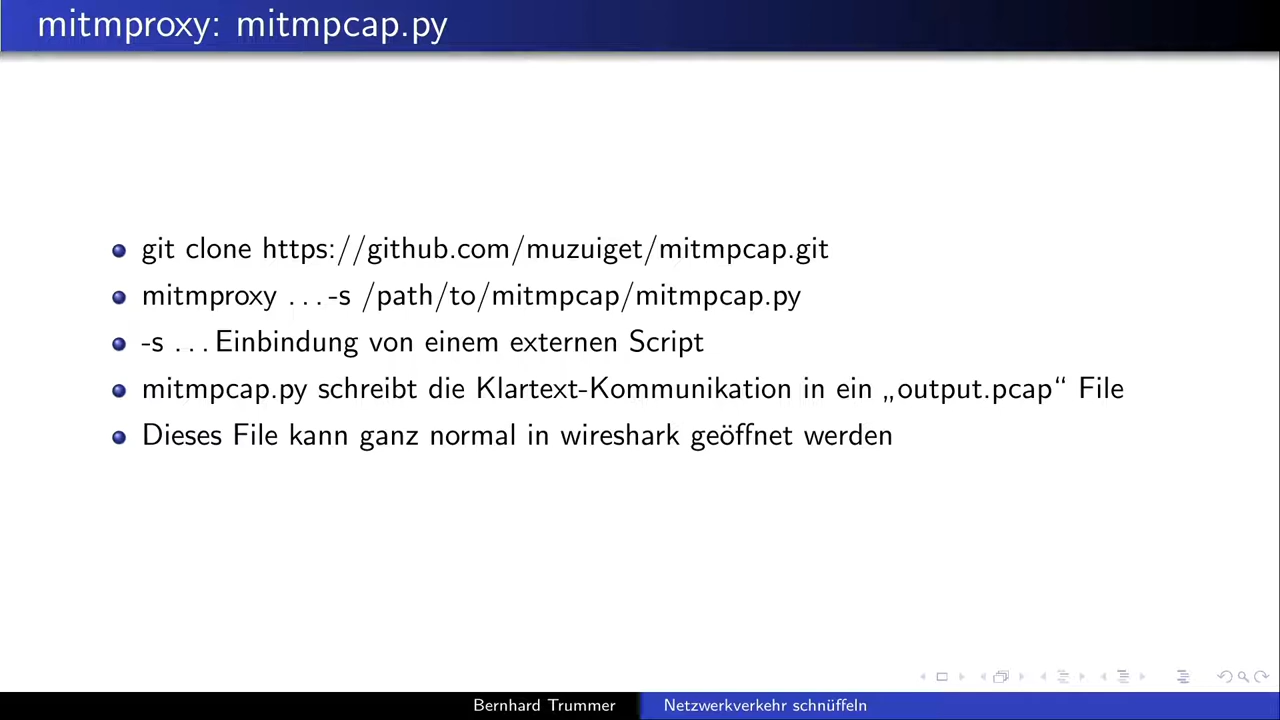 mitmproxy: mitmpcap.py
git clone https://github.com/muzuiget/mitmpcap.git
mitmproxy ... -s /path/to/mitmpcap/mitmpcap.py
-s ... Einbindung von einem externen Script
mitmpcap.py schreibt die Klartext-Kommunikation in ein „output.pcap“ File
Dieses File kann ganz normal in wireshark geöffnet werden
Bernhard Trummer
Netzwerkverkehr schnüffeln